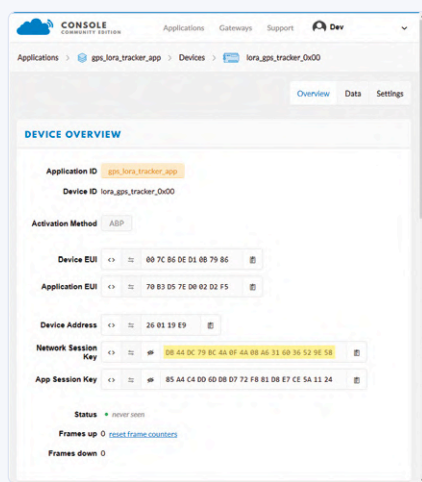 CONSOLE
COMMUNITY EDITION
Applications Gateways Support Dev
Applications > gps_lora_tracker_app > Devices > lora_gps_tracker_0x00
Overview Data Settings
DEVICE OVERVIEW
Application ID gps_lora_tracker_app
Device ID lora_gps_tracker_0x00
Activation Method ABP
Device EUI 00 7C B6 DE D1 0B 79 86
Application EUI 70 B3 D5 7E D0 02 D2 F5
Device Address 26 01 19 E9
Network Session Key DB 44 DC 79 BC 4A 0F 4A 08 A6 31 60 36 52 9E 5B
App Session Key 85 A4 C4 DD 6D DB D7 72 F8 81 D8 E7 CE 5A 11 24
Status never seen
Frames up 0 reset frame counters
Frames down 0